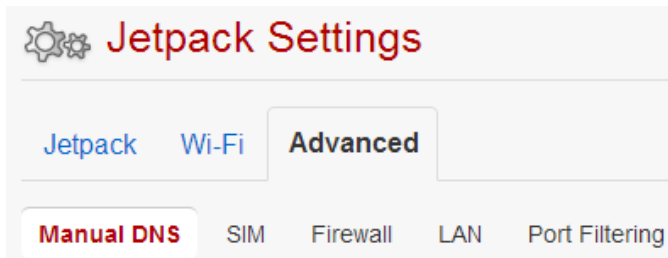 Jetpack Settings
Jetpack Wi-Fi Advanced
Manual DNS SIM Firewall LAN Port Filtering